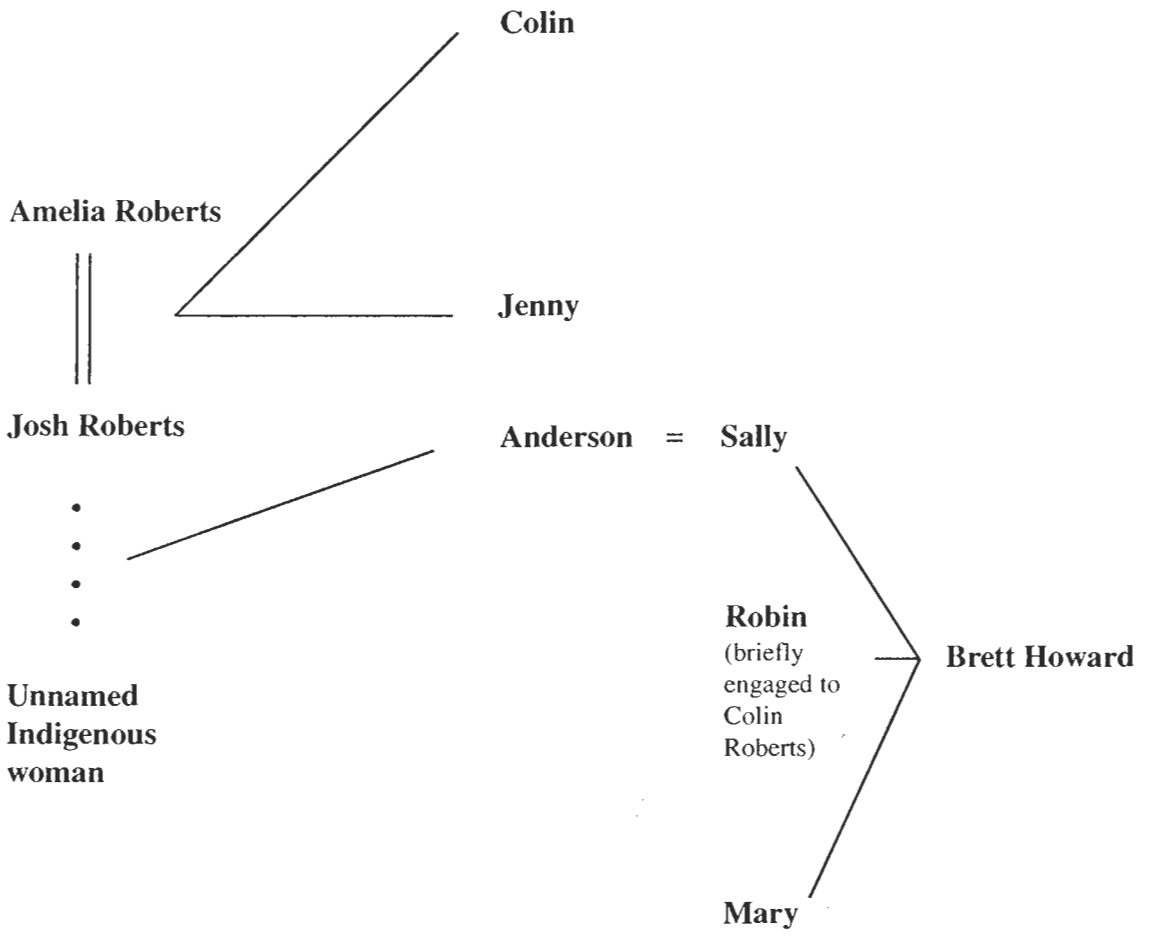 Colin
Amelia Roberts
Jenny
Josh Roberts
Anderson = Sally
Robin
(briefly
engaged to
Colin
Roberts)
Brett Howard
Unnamed
Indigenous
woman
Mary